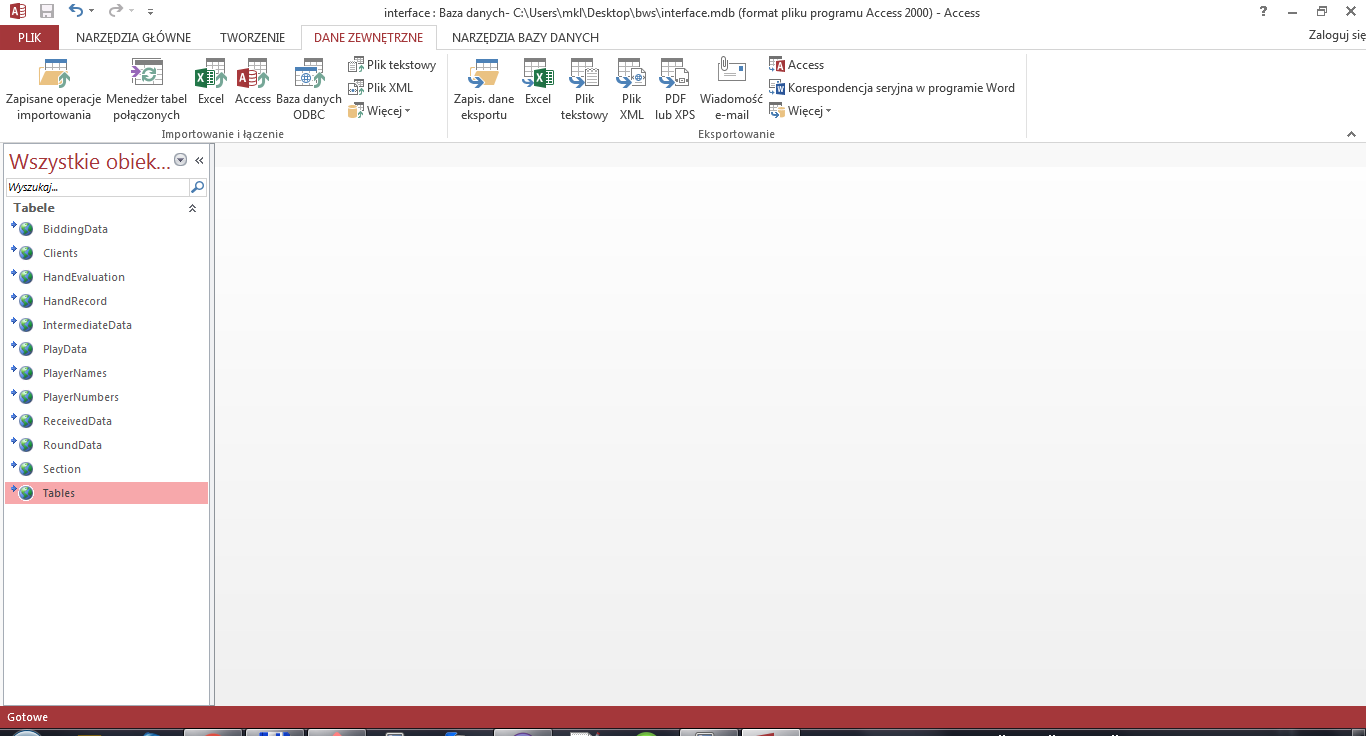 interface : Baza danych- C:\Users\mkl\Desktop\bws\interface.mdb (format pliku programu Access 2000) - Access
?
PLIK NARZĘDZIA GŁÓWNE TWORZENIE DANE ZEWNĘTRZNE NARZĘDZIA BAZY DANYCH Zaloguj się
Zapisane operacje importowania
Menedżer tabel połączonych
Excel
Access
Baza danych ODBC
Plik tekstowy
Plik XML
Więcej
Importowanie i łączenie
Zapis. dane eksportu
Excel
Plik tekstowy
Plik XML
PDF lub XPS
Wiadomość e-mail
Access
Korespondencja seryjna w programie Word
Więcej
Eksportowanie
Wszystkie obiek...
Wyszukaj...
Tabele
BiddingData
Clients
HandEvaluation
HandRecord
IntermediateData
PlayData
PlayerNames
PlayerNumbers
ReceivedData
RoundData
Section
Tables
Gotowe